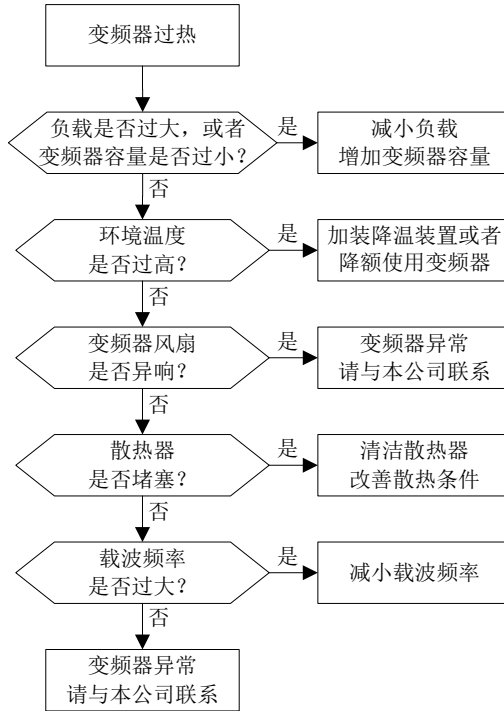 变频器过热
负载是否过大，或者
变频器容量是否过小？
是
减小负载
增加变频器容量
否
环境温度
是否过高？
是
加装降温装置或者
降额使用变频器
否
变频器风扇
是否异响？
是
变频器异常
请与本公司联系
否
散热器
是否堵塞？
是
清洁散热器
改善散热条件
否
载波频率
是否过大？
是
减小载波频率
否
变频器异常
请与本公司联系